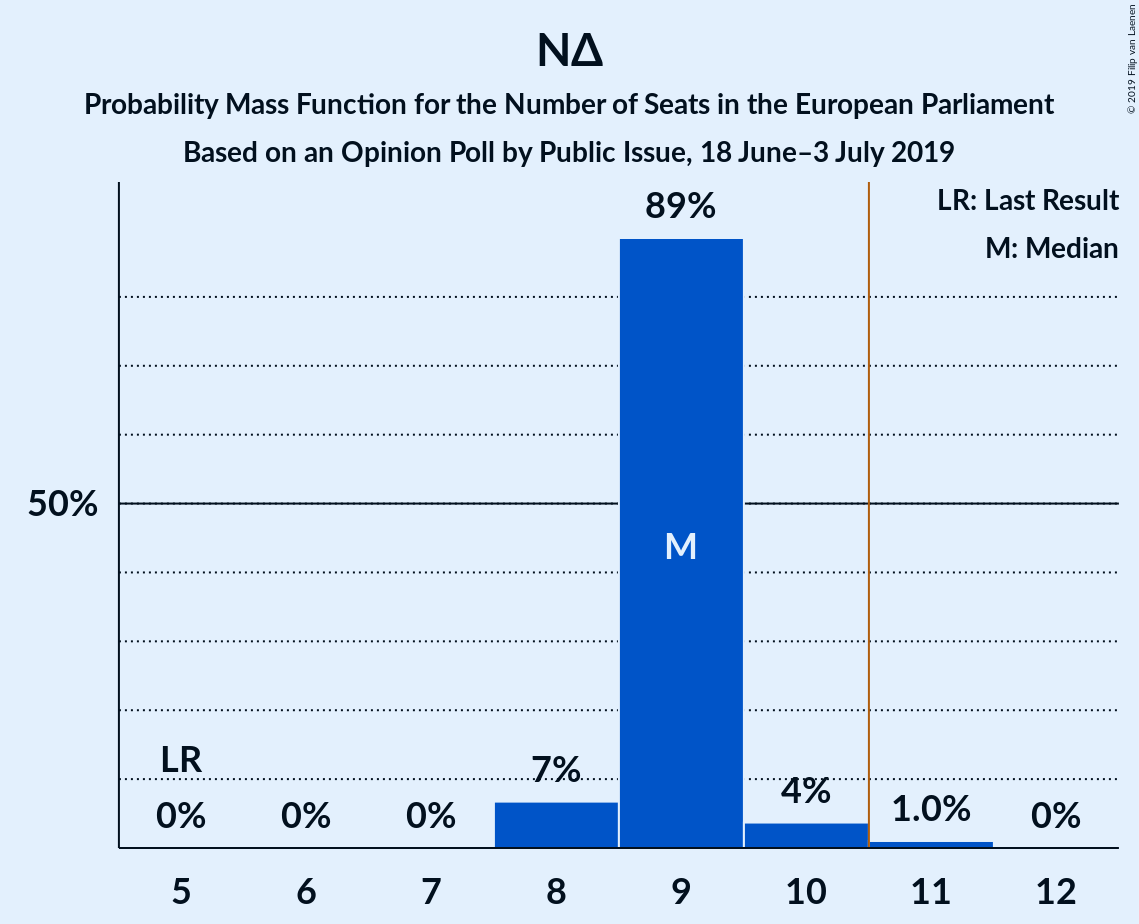 ΝΔ
Probability Mass Function for the Number of Seats in the European Parliament
Based on an Opinion Poll by Public Issue, 18 June–3 July 2019
© 2019 Filip van Laenen
LR: Last Result
M: Median
89%
50%
M
LR
7%
4%
1.0%
0%
0%
0%
0%
5 6 7 8 9 10 11 12